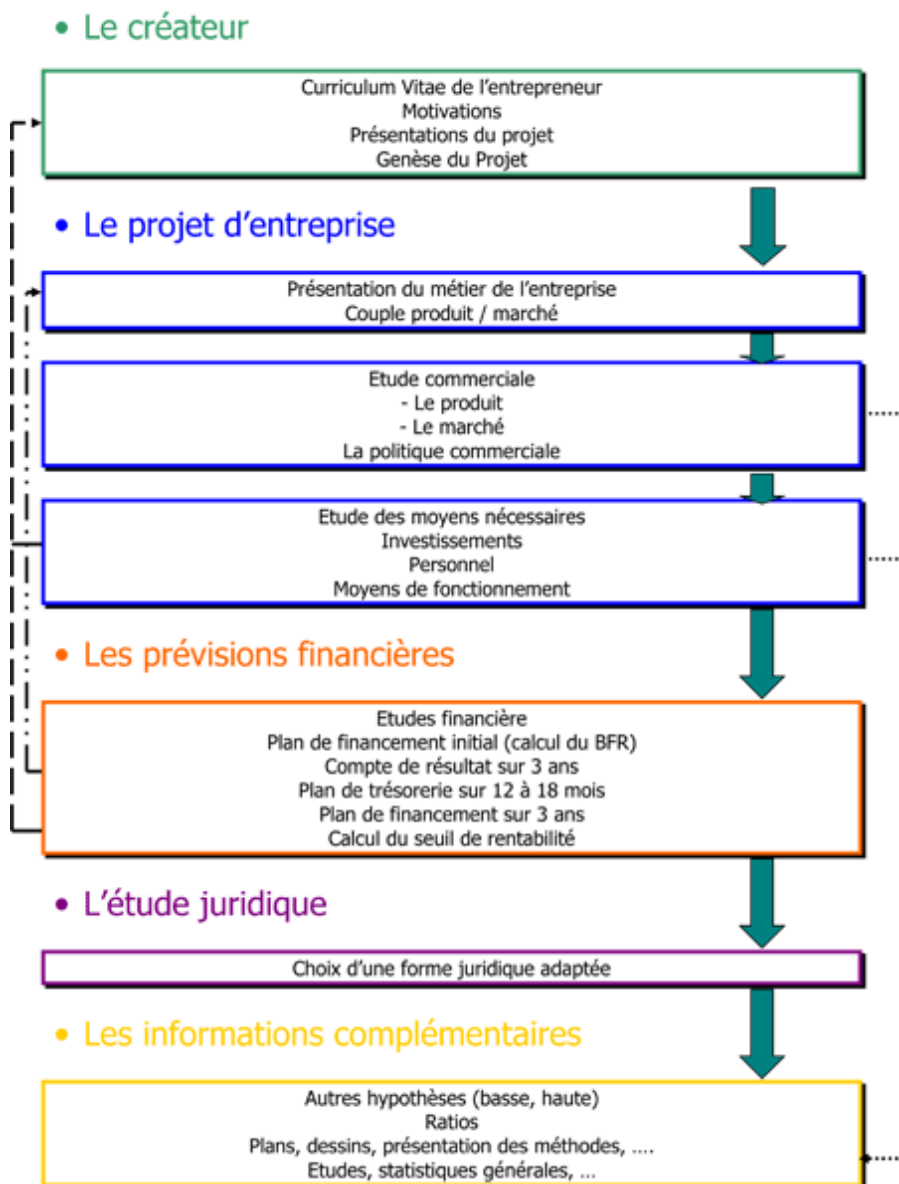 • Le créateur
Curriculum Vitae de l'entrepreneur
Motivations
Présentations du projet
Genèse du Projet
• Le projet d'entreprise
Présentation du métier de l'entreprise
Couple produit / marché
Etude commerciale
- Le produit
- Le marché
La politique commerciale
Etude des moyens nécessaires
Investissements
Personnel
Moyens de fonctionnement
• Les prévisions financières
Etudes financière
Plan de financement initial (calcul du BFR)
Compte de résultat sur 3 ans
Plan de trésorerie sur 12 à 18 mois
Plan de financement sur 3 ans
Calcul du seuil de rentabilité
• L'étude juridique
Choix d'une forme juridique adaptée
• Les informations complémentaires
Autres hypothèses (basse, haute)
Ratios
Plans, dessins, présentation des méthodes, ....
Etudes, statistiques générales, ...